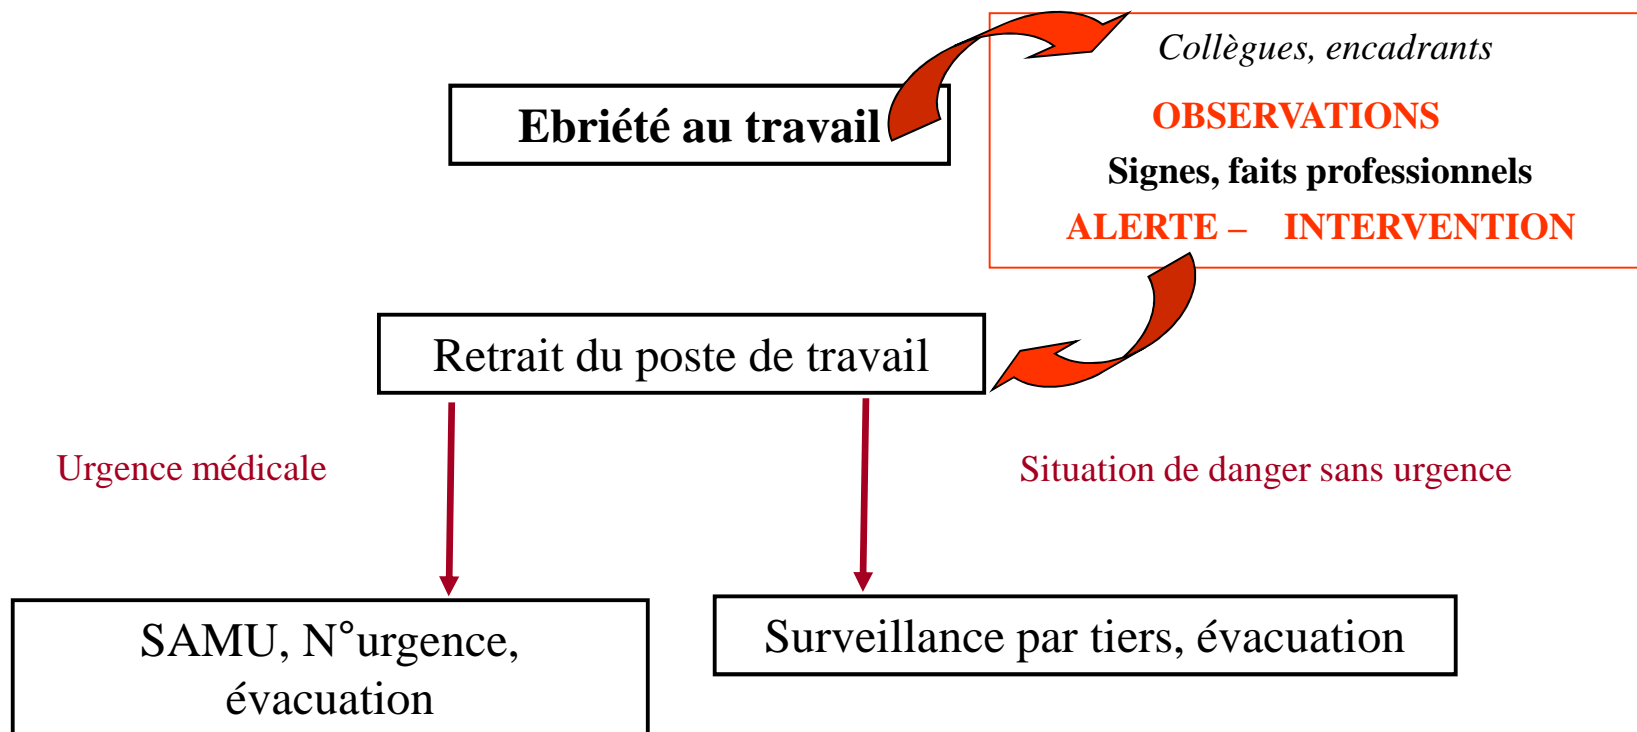 Collègues, encadrants
Ebriété au travail
OBSERVATIONS
Signes, faits professionnels
ALERTE – INTERVENTION
Retrait du poste de travail
Urgence médicale
Situation de danger sans urgence
SAMU, N°urgence,
évacuation
Surveillance par tiers, évacuation